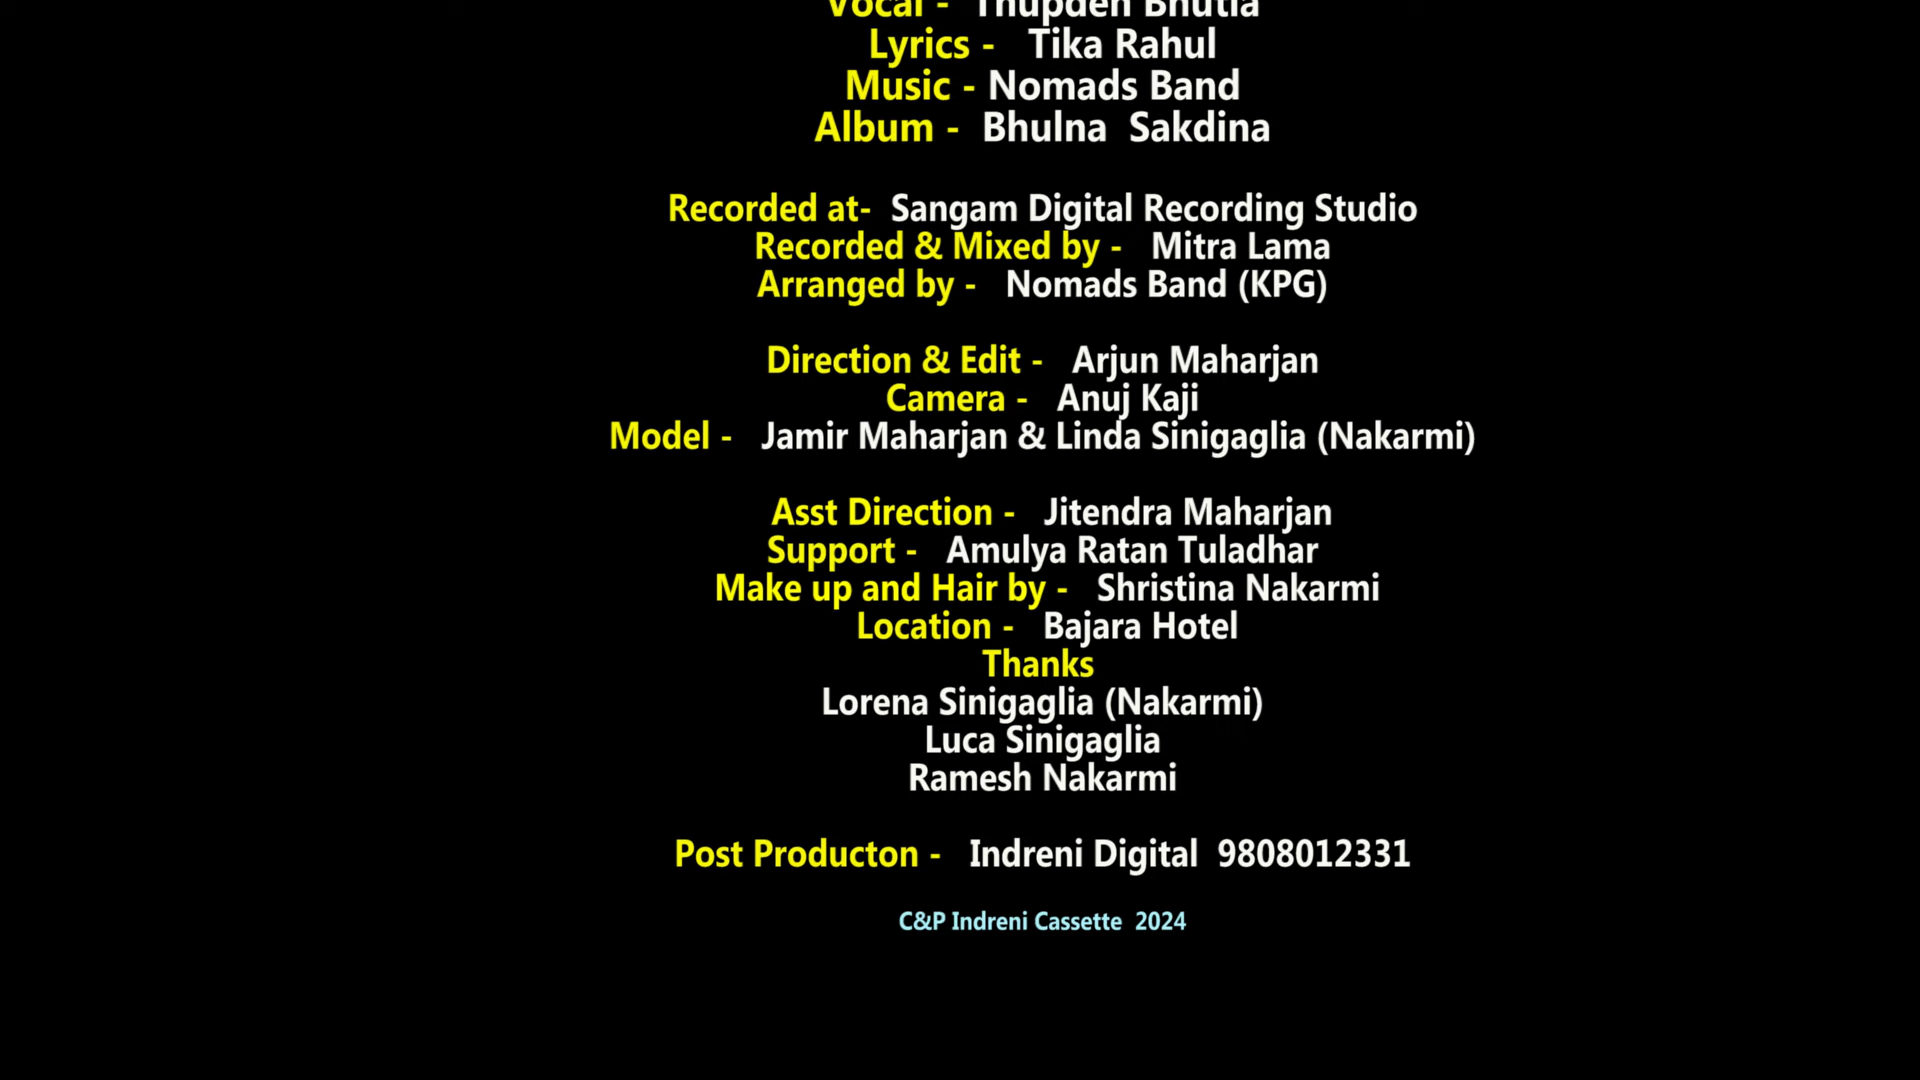 Vocal - Thupden Bhutia
Lyrics - Tika Rahul
Music - Nomads Band
Album - Bhulna Sakdina
Recorded at- Sangam Digital Recording Studio
Recorded & Mixed by - Mitra Lama
Arranged by - Nomads Band (KPG)
Direction & Edit - Arjun Maharjan
Camera - Anuj Kaji
Model - Jamir Maharjan & Linda Sinigaglia (Nakarmi)
Asst Direction - Jitendra Maharjan
Support - Amulya Ratan Tuladhar
Make up and Hair by - Shristina Nakarmi
Location - Bajara Hotel
Thanks
Lorena Sinigaglia (Nakarmi)
Luca Sinigaglia
Ramesh Nakarmi
Post Producton - Indreni Digital 9808012331
C&P Indreni Cassette 2024